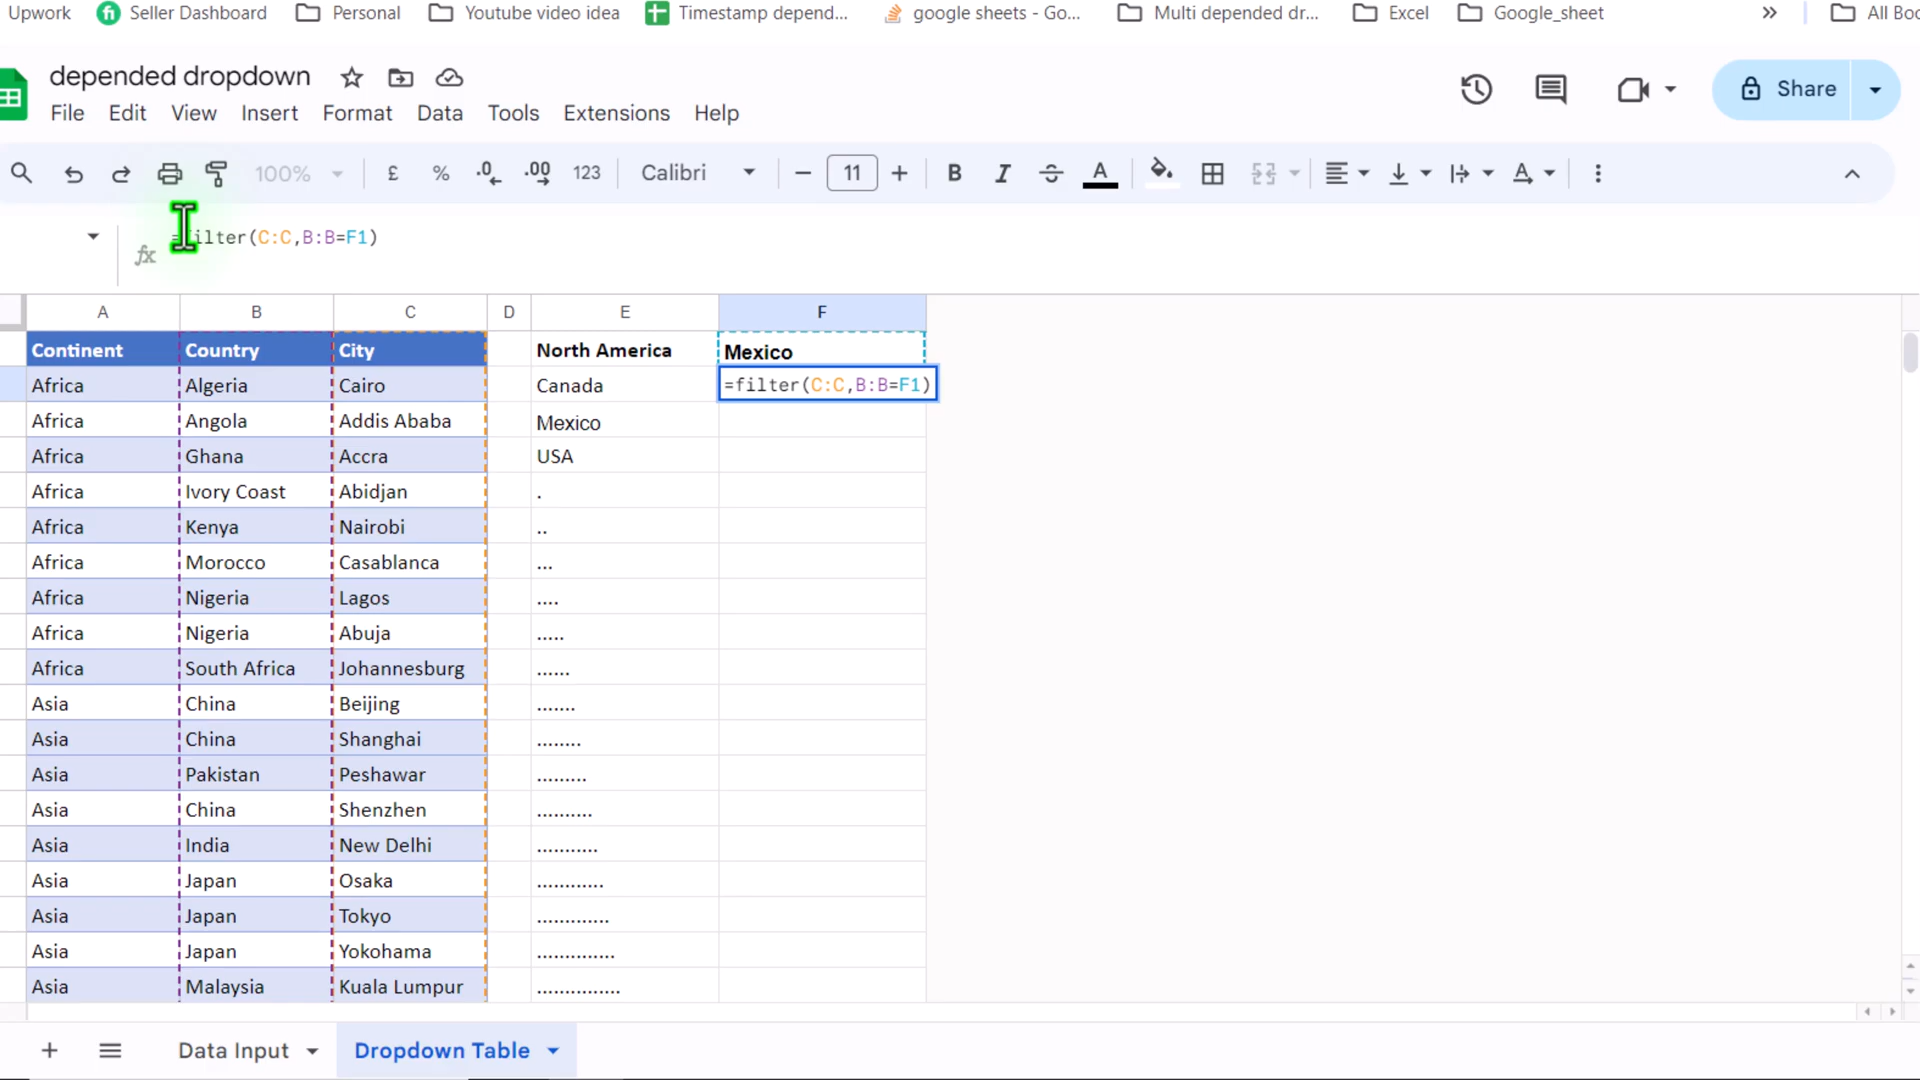 Upwork Seller Dashboard Personal Youtube video idea Timestamp depend... google sheets - Go... Multi depended dr... Excel Google_sheet All Boo
depended dropdown
Share
File Edit View Insert Format Data Tools Extensions Help
100% £ % .0 .00 123 Calibri 11 B I S A
fx =filter(C:C,B:B=F1)
A B C D E F
Continent Country City North America Mexico
Africa Algeria Cairo Canada =filter(C:C,B:B=F1)
Africa Angola Addis Ababa Mexico
Africa Ghana Accra USA
Africa Ivory Coast Abidjan .
Africa Kenya Nairobi ..
Africa Morocco Casablanca ...
Africa Nigeria Lagos ....
Africa Nigeria Abuja .....
Africa South Africa Johannesburg ......
Asia China Beijing .......
Asia China Shanghai ........
Asia Pakistan Peshawar .........
Asia China Shenzhen ..........
Asia India New Delhi ...........
Asia Japan Osaka ............
Asia Japan Tokyo .............
Asia Japan Yokohama ..............
Asia Malaysia Kuala Lumpur ...............
Data Input Dropdown Table